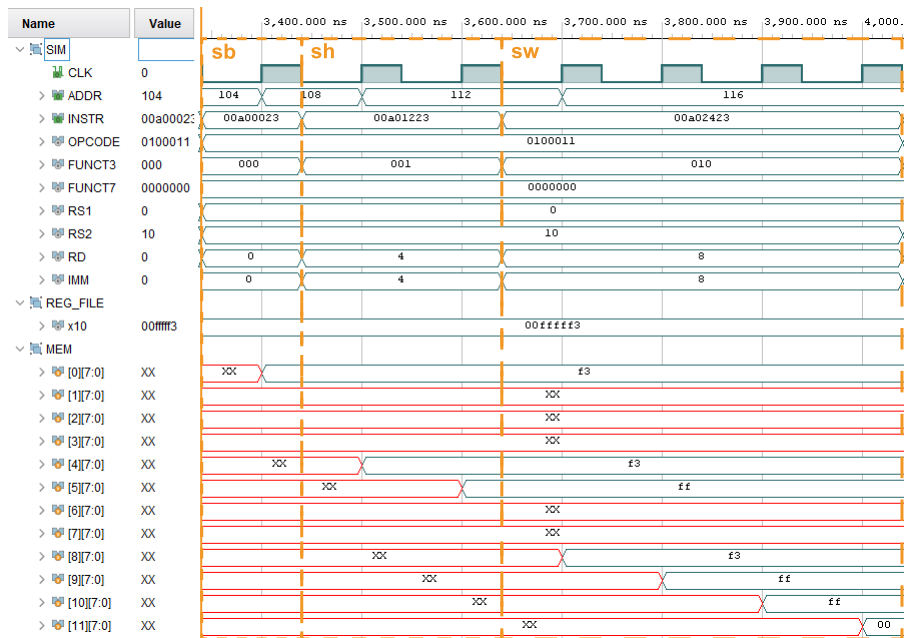 Name Value 3,400.000 ns 3,500.000 ns 3,600.000 ns 3,700.000 ns 3,800.000 ns 3,900.000 ns 4,000.
SIM sb sh sw
CLK 0
ADDR 104 104 108 112 116
INSTR 00a00023 00a00023 00a01223 00a02423
OPCODE 0100011 0100011
FUNCT3 000 000 001 010
FUNCT7 0000000 0000000
RS1 0 0
RS2 10 10
RD 0 0 4 8
IMM 0 0 4 8
REG_FILE
x10 00fffff3 00fffff3
MEM
[0][7:0] XX XX f3
[1][7:0] XX XX
[2][7:0] XX XX
[3][7:0] XX XX
[4][7:0] XX XX f3
[5][7:0] XX XX ff
[6][7:0] XX XX
[7][7:0] XX XX
[8][7:0] XX XX f3
[9][7:0] XX XX ff
[10][7:0] XX XX ff
[11][7:0] XX XX 00